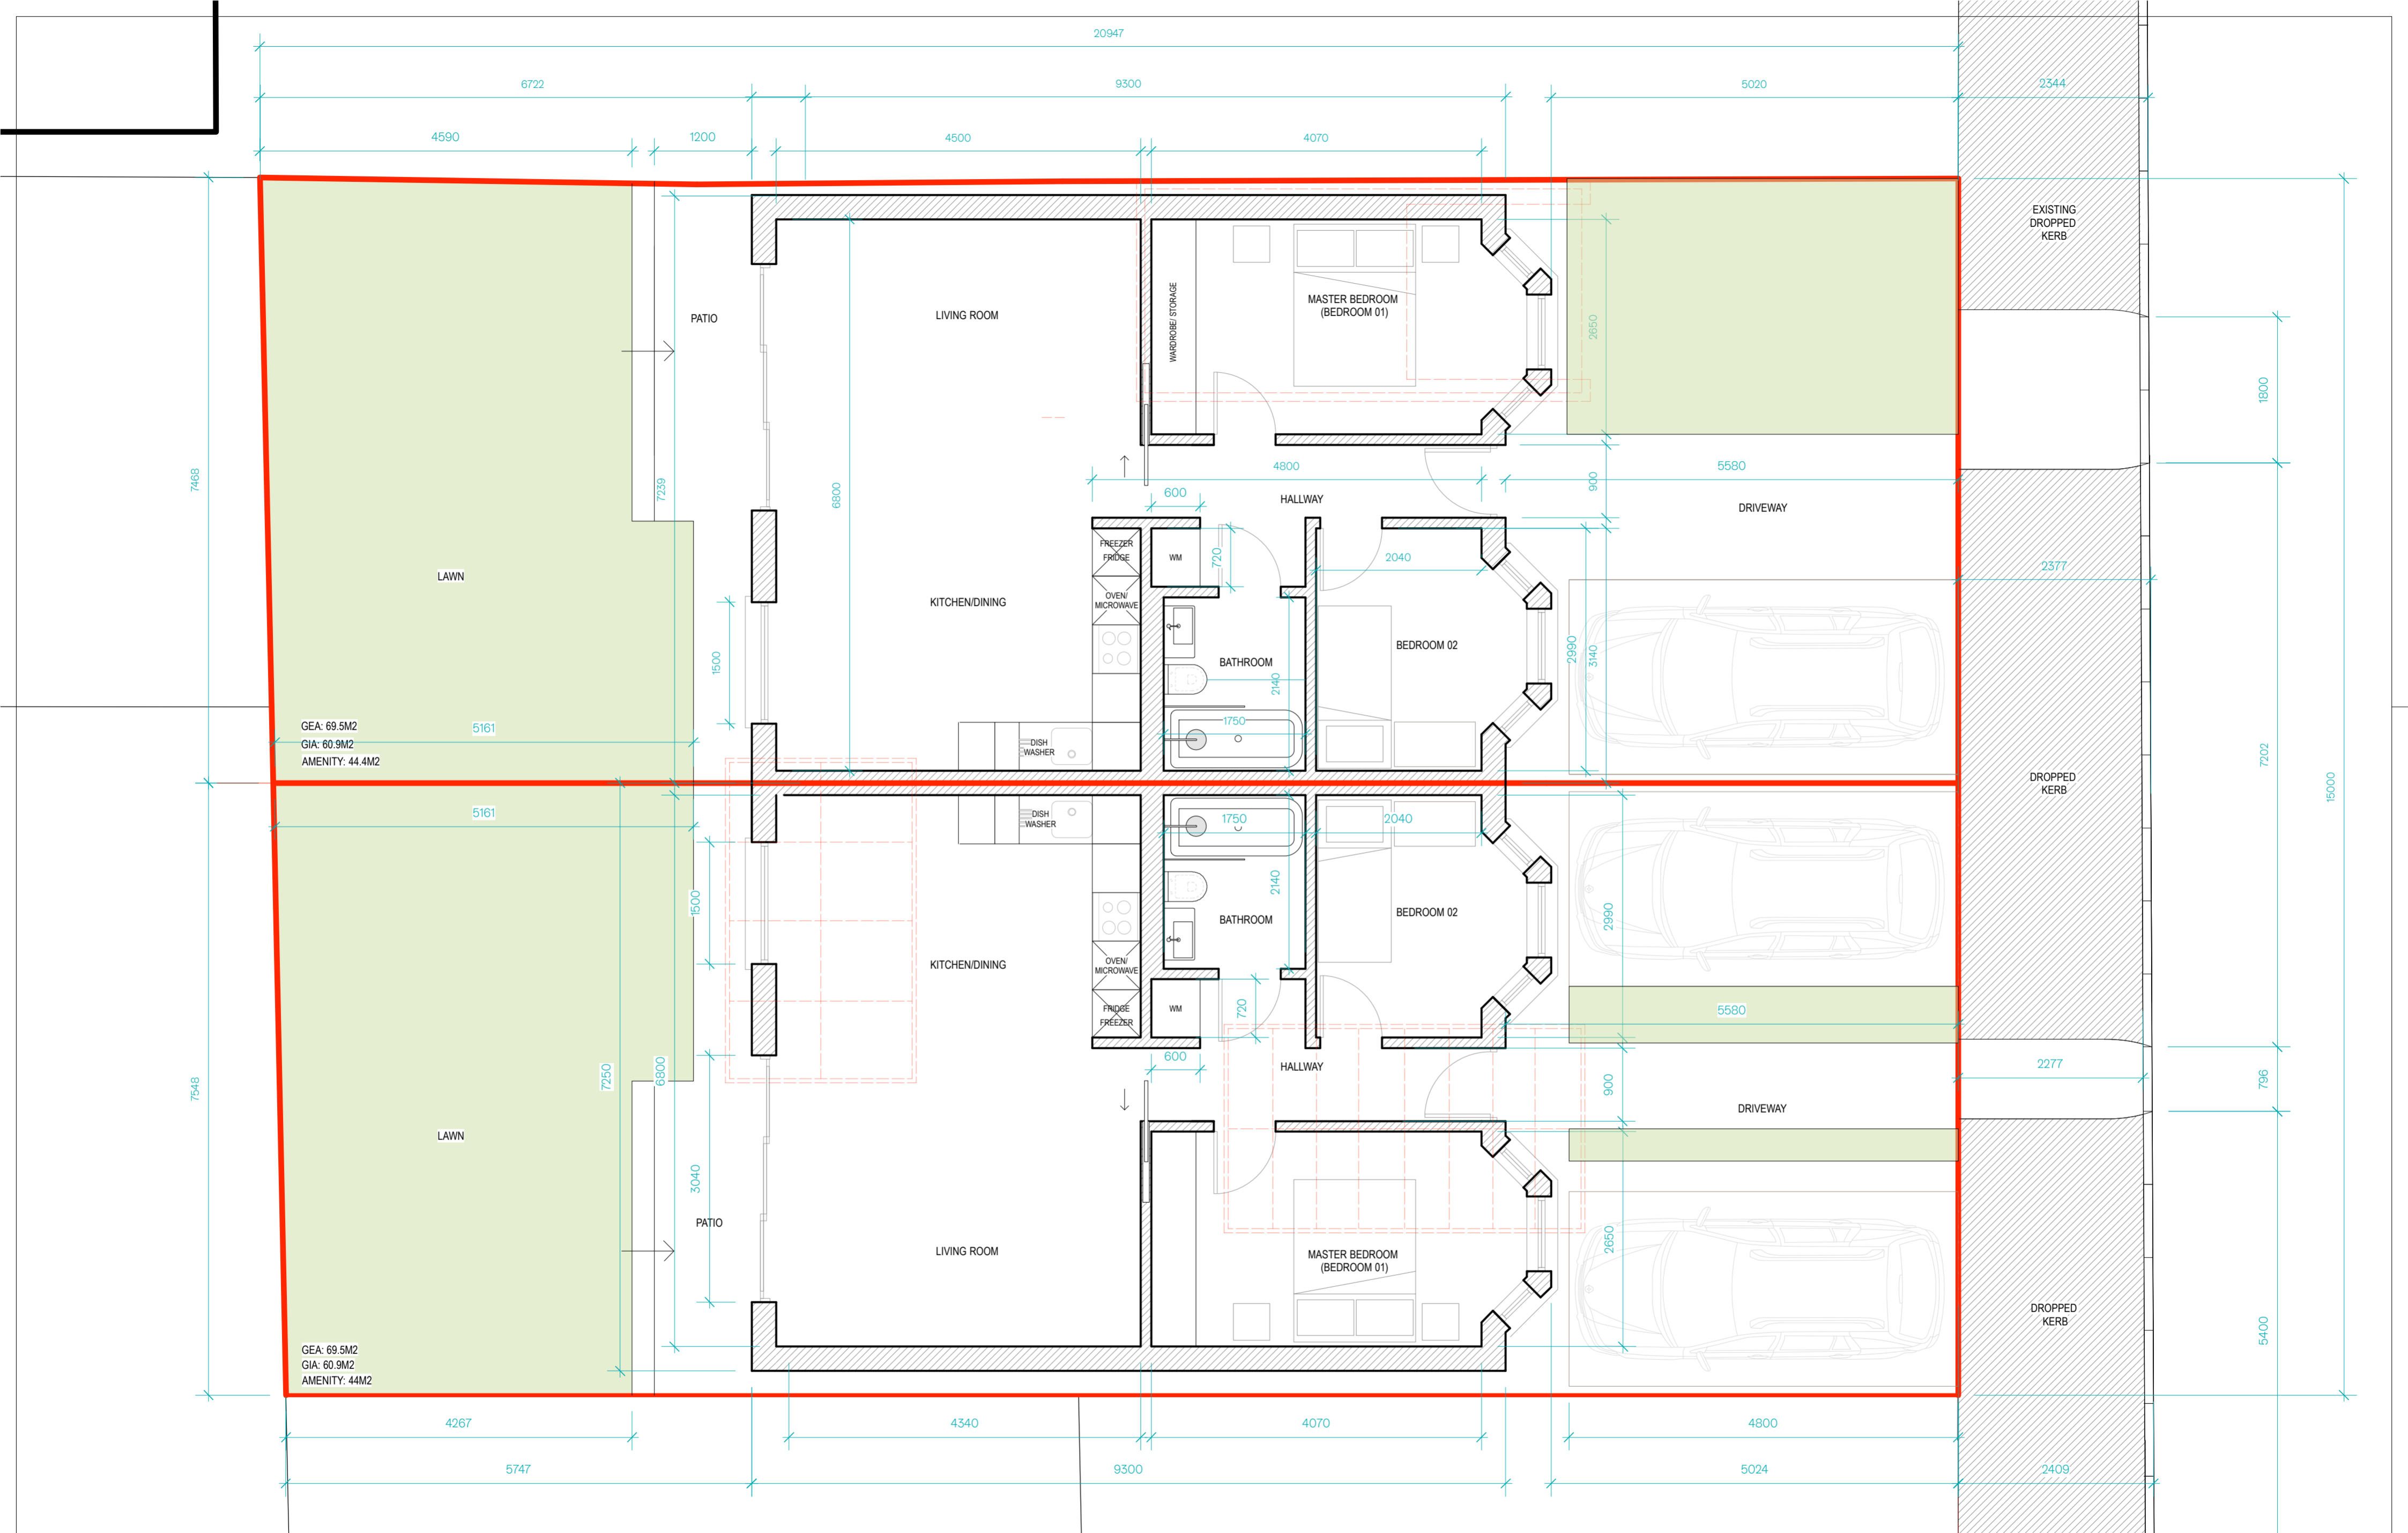 20947
6722
9300
5020
2344
4590
1200
4500
4070
EXISTING
DROPPED
KERB
PATIO
LIVING ROOM
WARDROBE/ STORAGE
MASTER BEDROOM
(BEDROOM 01)
2650
1800
7468
7239
6800
4800
5580
900
600
HALLWAY
DRIVEWAY
FREEZER
FRIDGE
WM
720
2040
2377
LAWN
KITCHEN/DINING
OVEN/
MICROWAVE
1500
BATHROOM
BEDROOM 02
2990
3140
2140
GEA: 69.5M2
GIA: 60.9M2
AMENITY: 44.4M2
5161
DISH
WASHER
1750
7202
DROPPED
KERB
15000
5161
DISH
WASHER
1750
2040
1500
2140
BATHROOM
BEDROOM 02
2990
KITCHEN/DINING
OVEN/
MICROWAVE
FRIDGE
FREEZER
WM
720
5580
600
HALLWAY
7548
7250
6800
900
2277
796
DRIVEWAY
LAWN
3040
PATIO
LIVING ROOM
MASTER BEDROOM
(BEDROOM 01)
2650
DROPPED
KERB
5400
GEA: 69.5M2
GIA: 60.9M2
AMENITY: 44M2
4267
4340
4070
4800
5747
9300
5024
2409